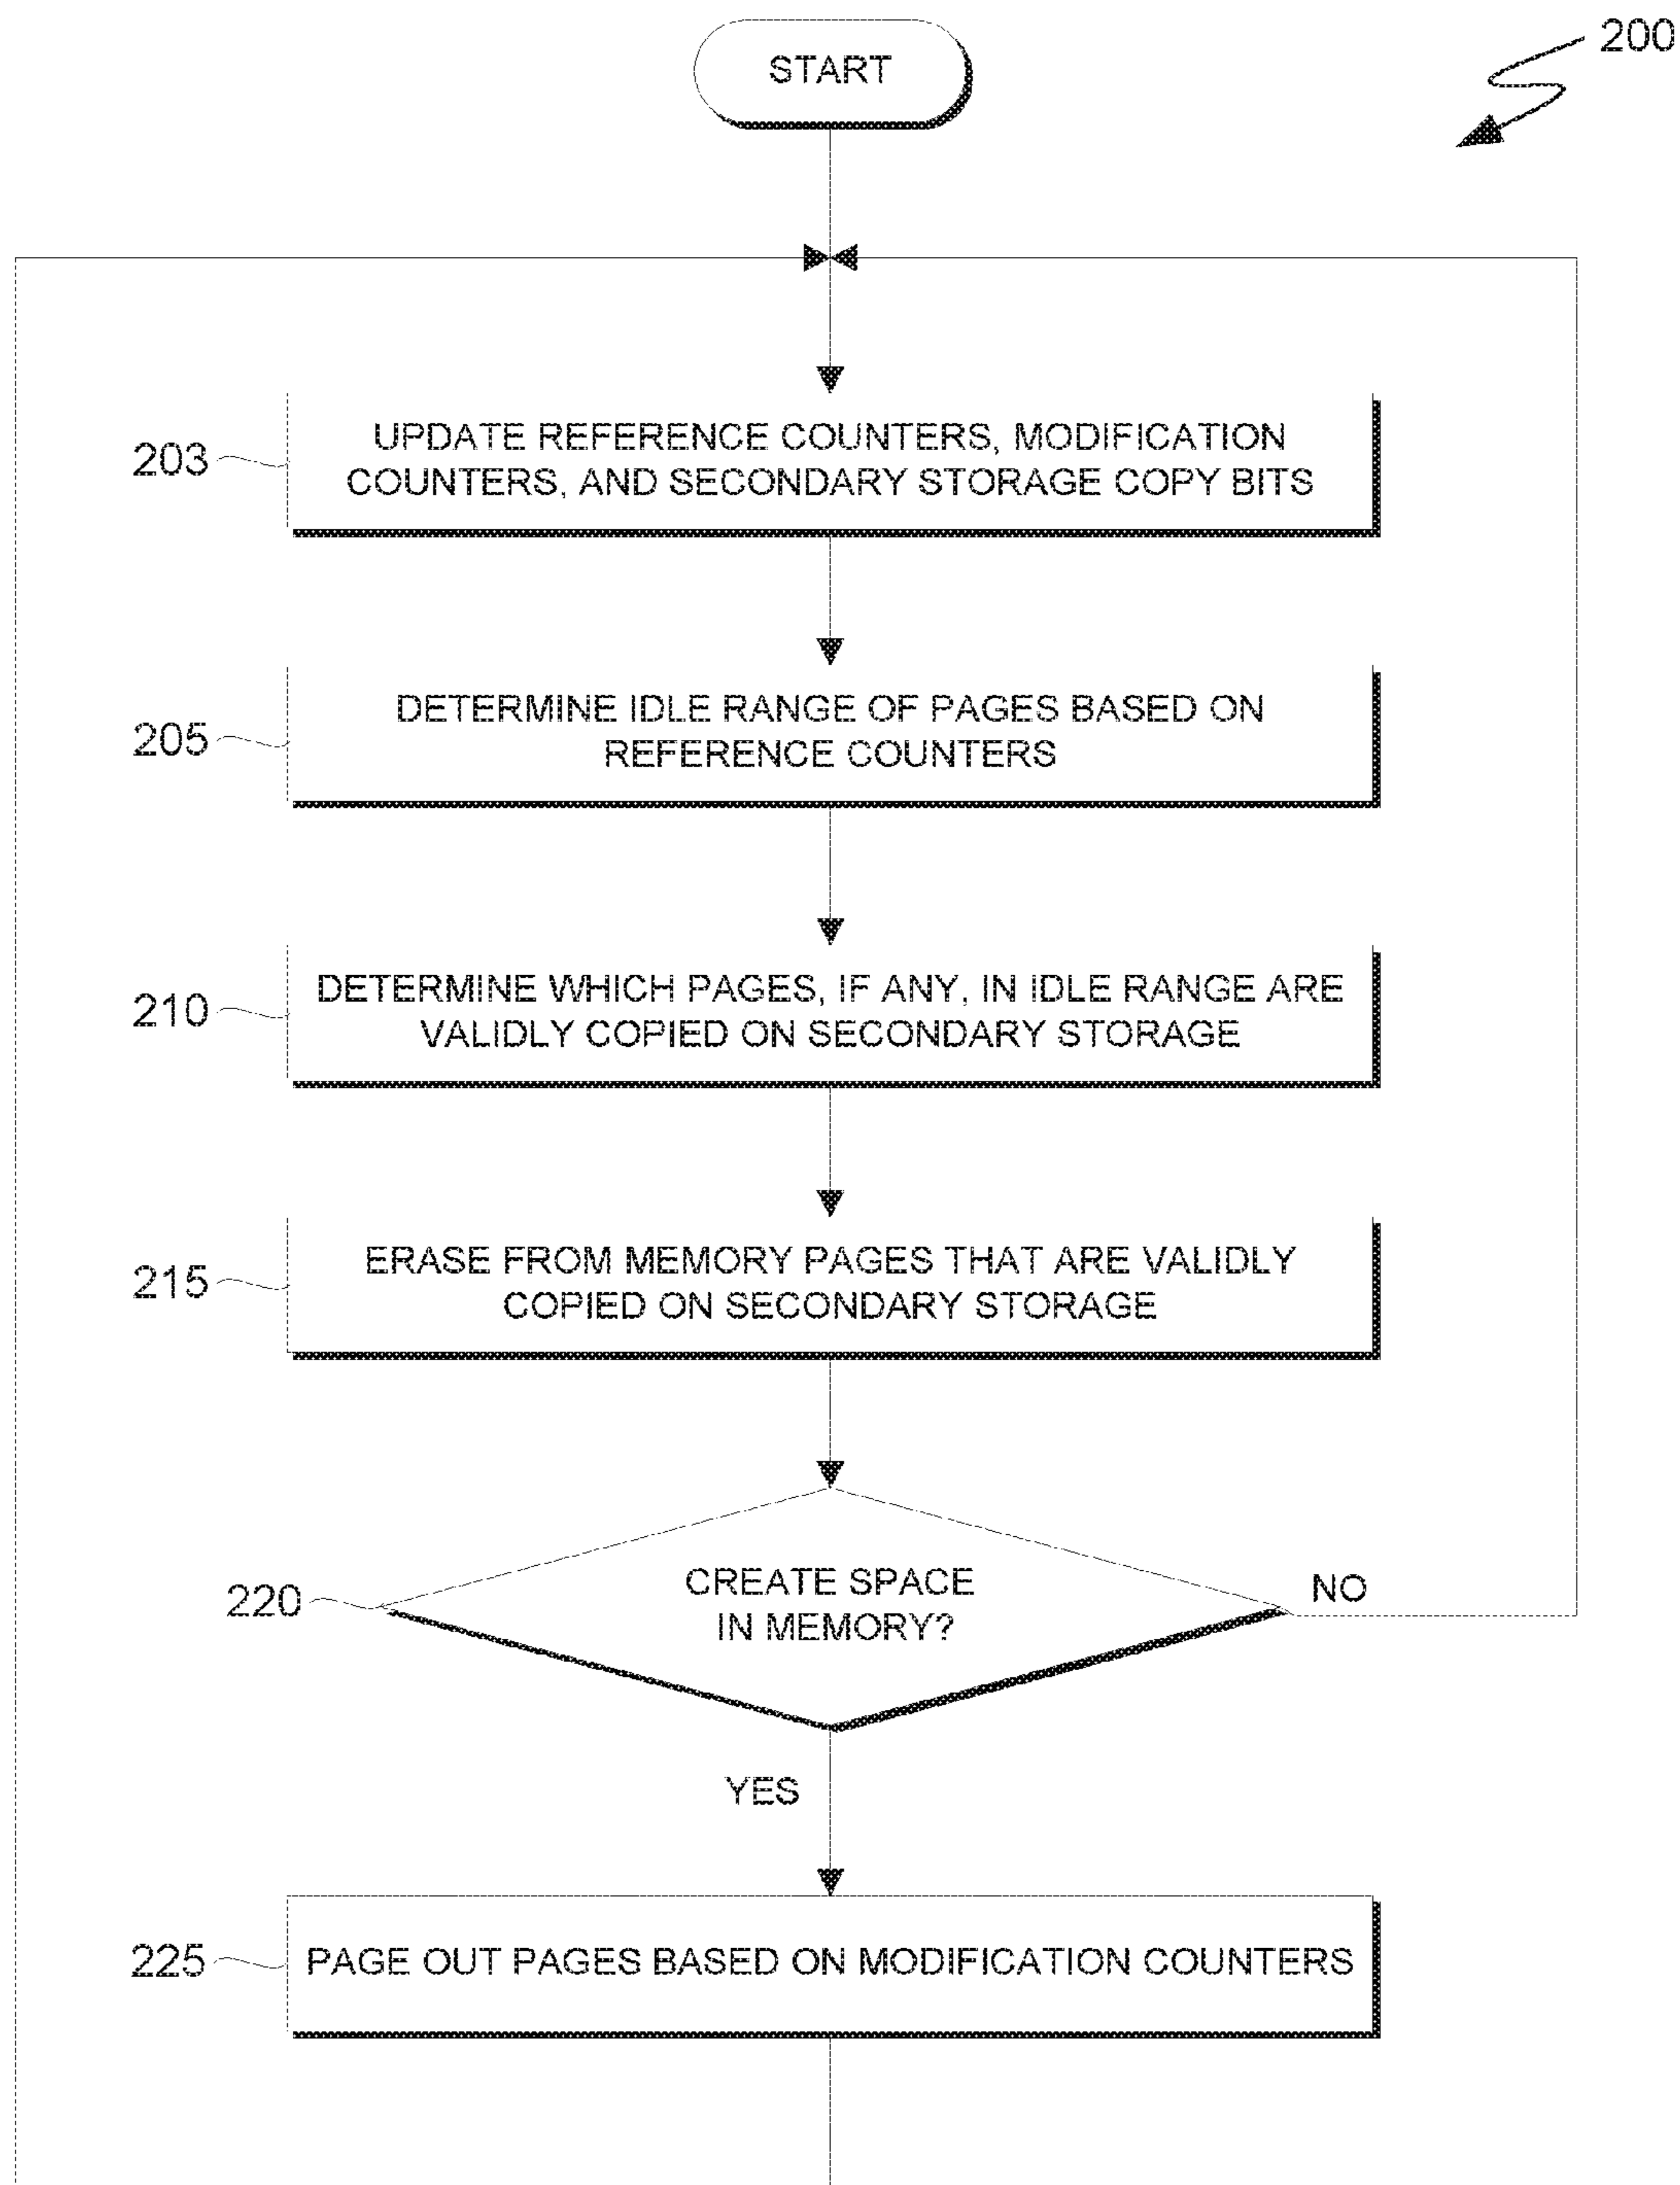 START
200
203
UPDATE REFERENCE COUNTERS, MODIFICATION
COUNTERS, AND SECONDARY STORAGE COPY BITS
205
DETERMINE IDLE RANGE OF PAGES BASED ON
REFERENCE COUNTERS
210
DETERMINE WHICH PAGES, IF ANY, IN IDLE RANGE ARE
VALIDLY COPIED ON SECONDARY STORAGE
215
ERASE FROM MEMORY PAGES THAT ARE VALIDLY
COPIED ON SECONDARY STORAGE
220
CREATE SPACE
IN MEMORY?
NO
YES
225
PAGE OUT PAGES BASED ON MODIFICATION COUNTERS